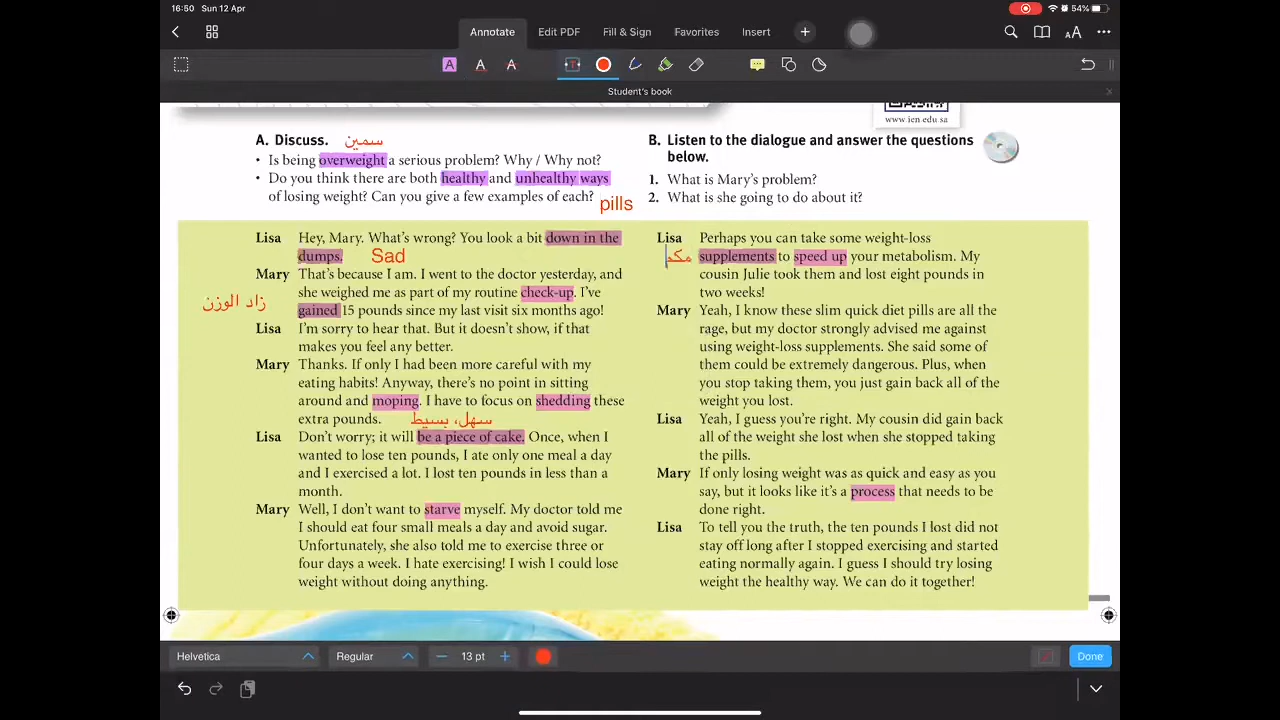 16:50 Sun 12 Apr
54%
Annotate Edit PDF Fill & Sign Favorites Insert
Student's book
www.ien.edu.sa
A. Discuss.
سمين
• Is being overweight a serious problem? Why / Why not?
• Do you think there are both healthy and unhealthy ways
of losing weight? Can you give a few examples of each?
pills
B. Listen to the dialogue and answer the questions
below.
1. What is Mary's problem?
2. What is she going to do about it?
Lisa Hey, Mary. What's wrong? You look a bit down in the
dumps. Sad
Mary That's because I am. I went to the doctor yesterday, and
she weighed me as part of my routine check-up. I've
زاد الوزن
gained 15 pounds since my last visit six months ago!
Lisa I'm sorry to hear that. But it doesn't show, if that
makes you feel any better.
Mary Thanks. If only I had been more careful with my
eating habits! Anyway, there's no point in sitting
around and moping. I have to focus on shedding these
extra pounds. سهل، بسيط
Lisa Don't worry; it will be a piece of cake. Once, when I
wanted to lose ten pounds, I ate only one meal a day
and I exercised a lot. I lost ten pounds in less than a
month.
Mary Well, I don't want to starve myself. My doctor told me
I should eat four small meals a day and avoid sugar.
Unfortunately, she also told me to exercise three or
four days a week. I hate exercising! I wish I could lose
weight without doing anything.
Lisa Perhaps you can take some weight-loss
مكم supplements to speed up your metabolism. My
cousin Julie took them and lost eight pounds in
two weeks!
Mary Yeah, I know these slim quick diet pills are all the
rage, but my doctor strongly advised me against
using weight-loss supplements. She said some of
them could be extremely dangerous. Plus, when
you stop taking them, you just gain back all of the
weight you lost.
Lisa Yeah, I guess you're right. My cousin did gain back
all of the weight she lost when she stopped taking
the pills.
Mary If only losing weight was as quick and easy as you
say, but it looks like it's a process that needs to be
done right.
Lisa To tell you the truth, the ten pounds I lost did not
stay off long after I stopped exercising and started
eating normally again. I guess I should try losing
weight the healthy way. We can do it together!
Helvetica Regular 13 pt Done